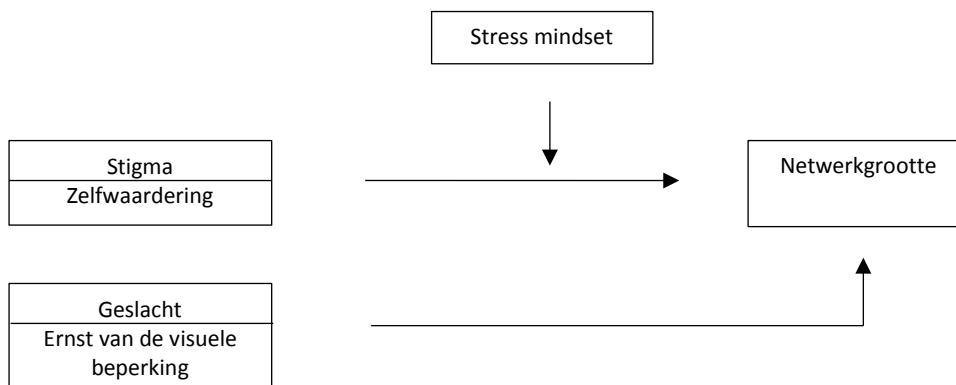 Stress mindset
Stigma
Zelfwaardering
Netwerkgrootte
Geslacht
Ernst van de visuele
beperking